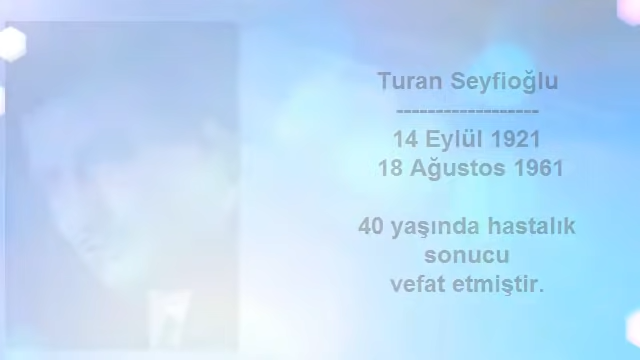 Turan Seyfioğlu
------------------
14 Eylül 1921
18 Ağustos 1961
40 yaşında hastalık
sonucu
vefat etmiştir.